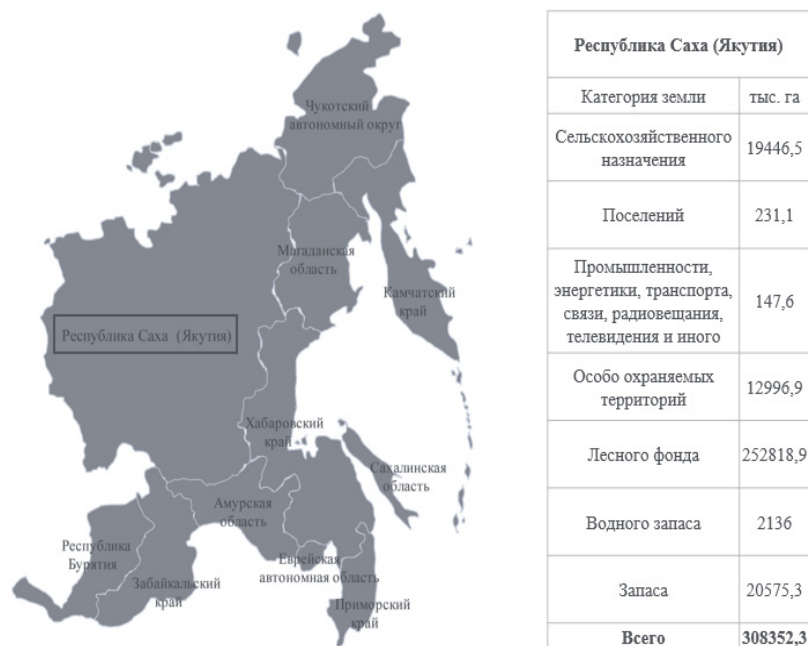 Чукотский
автономный округ
Магаданская
область
Камчатский
край
Республика Саха (Якутия)
Хабаровский
край
Сахалинская
область
Амурская
область
Республика
Бурятия
Еврейская
автономная область
Забайкальский
край
Приморский
край
Республика Саха (Якутия)
Категория земли тыс. га
Сельскохозяйственного
назначения 19446,5
Поселений 231,1
Промышленности,
энергетики, транспорта,
связи, радиовещания,
телевидения и иного 147,6
Особо охраняемых
территорий 12996,9
Лесного фонда 252818,9
Водного запаса 2136
Запаса 20575,3
Всего 308352,3